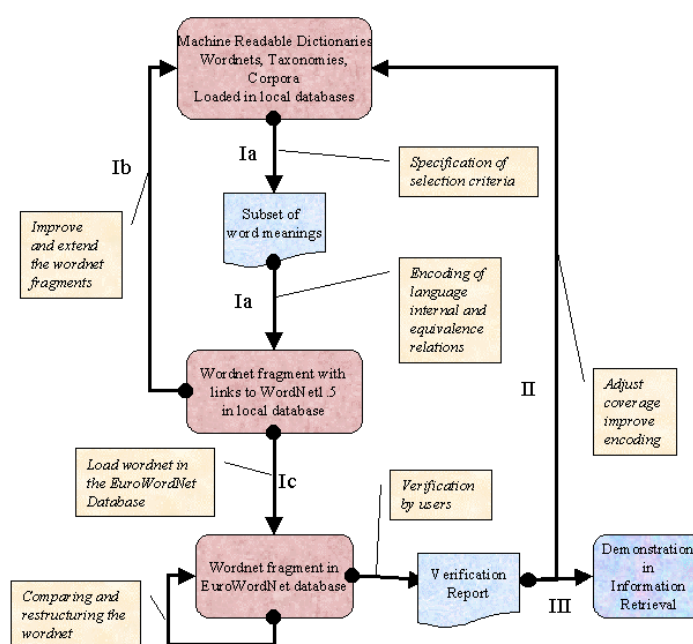 Machine Readable Dictionaries
Wordnets, Taxonomies,
Corpora
Loaded in local databases
Ia
Specification of
selection criteria
Ib
Improve
and extend
the wordnet
fragments
Subset of
word meanings
Ia
Encoding of
language
internal and
equivalence
relations
Wordnet fragment with
links to WordNet1.5
in local database
II
Adjust
coverage
improve
encoding
Load wordnet in
the EuroWordNet
Database
Ic
Verification
by users
Wordnet fragment in
EuroWordNet database
Verification
Report
III
Demonstration
in
Information
Retrieval
Comparing and
restructuring the
wordnet